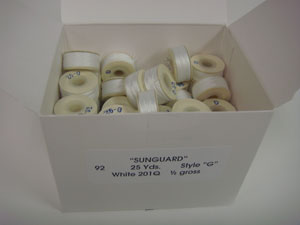 "SUNGUARD"
92 25 Yds. Style "G"
White 201Q ½ gross